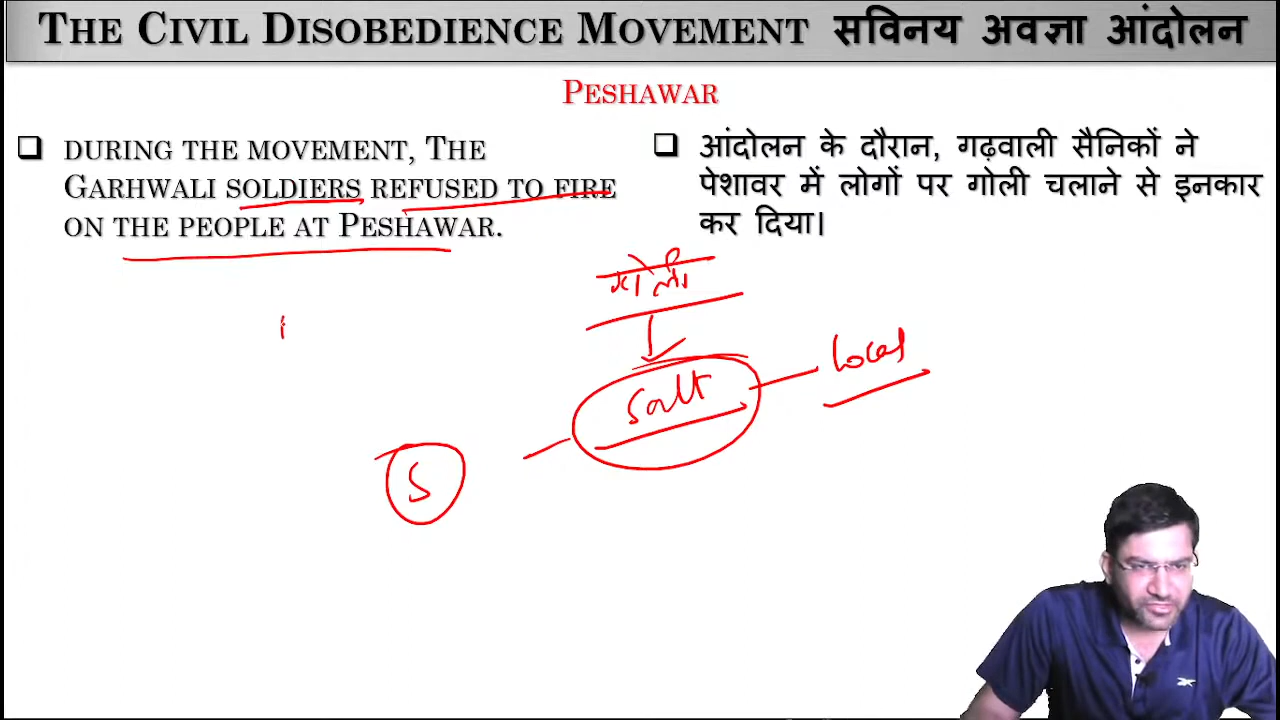 THE CIVIL DISOBEDIENCE MOVEMENT सविनय अवज्ञा आंदोलन
PESHAWAR
DURING THE MOVEMENT, THE
GARHWALI SOLDIERS REFUSED TO FIRE
ON THE PEOPLE AT PESHAWAR.
आंदोलन के दौरान, गढ़वाली सैनिकों ने
पेशावर में लोगों पर गोली चलाने से इनकार
कर दिया।
गोली
Salt
local
S